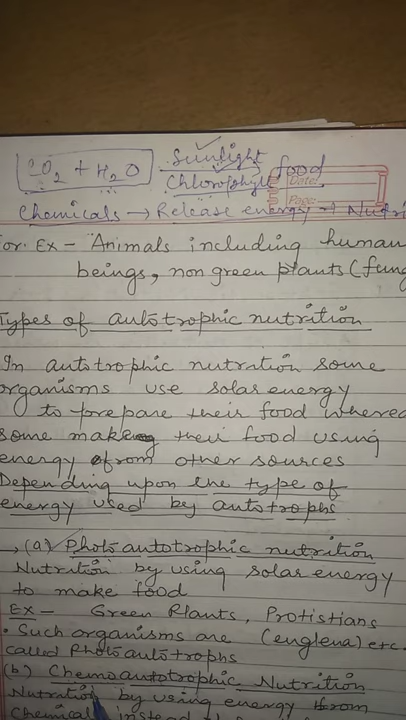 CO2 + H2O Sunlight Chlorophyll food
Date:
Page:
Chemicals → Release energy → Nutri
or. Ex - Animals including human
beings, non green plants (fung
Types of autotrophic nutrition
In autotrophic nutrition some
organisms use solar energy
to prepare their food whereas
some make their food using
energy from other sources
Depending upon the type of
energy used by autotrophs
→ (a) Photoautotrophic nutrition
Nutrition by using solar energy
to make food
Ex - Green Plants, Protistians
• Such organisms are (euglena) etc.
called Photoautotrophs
(b) Chemoautotrophic Nutrition
Nutration by using energy from
Chemical instead